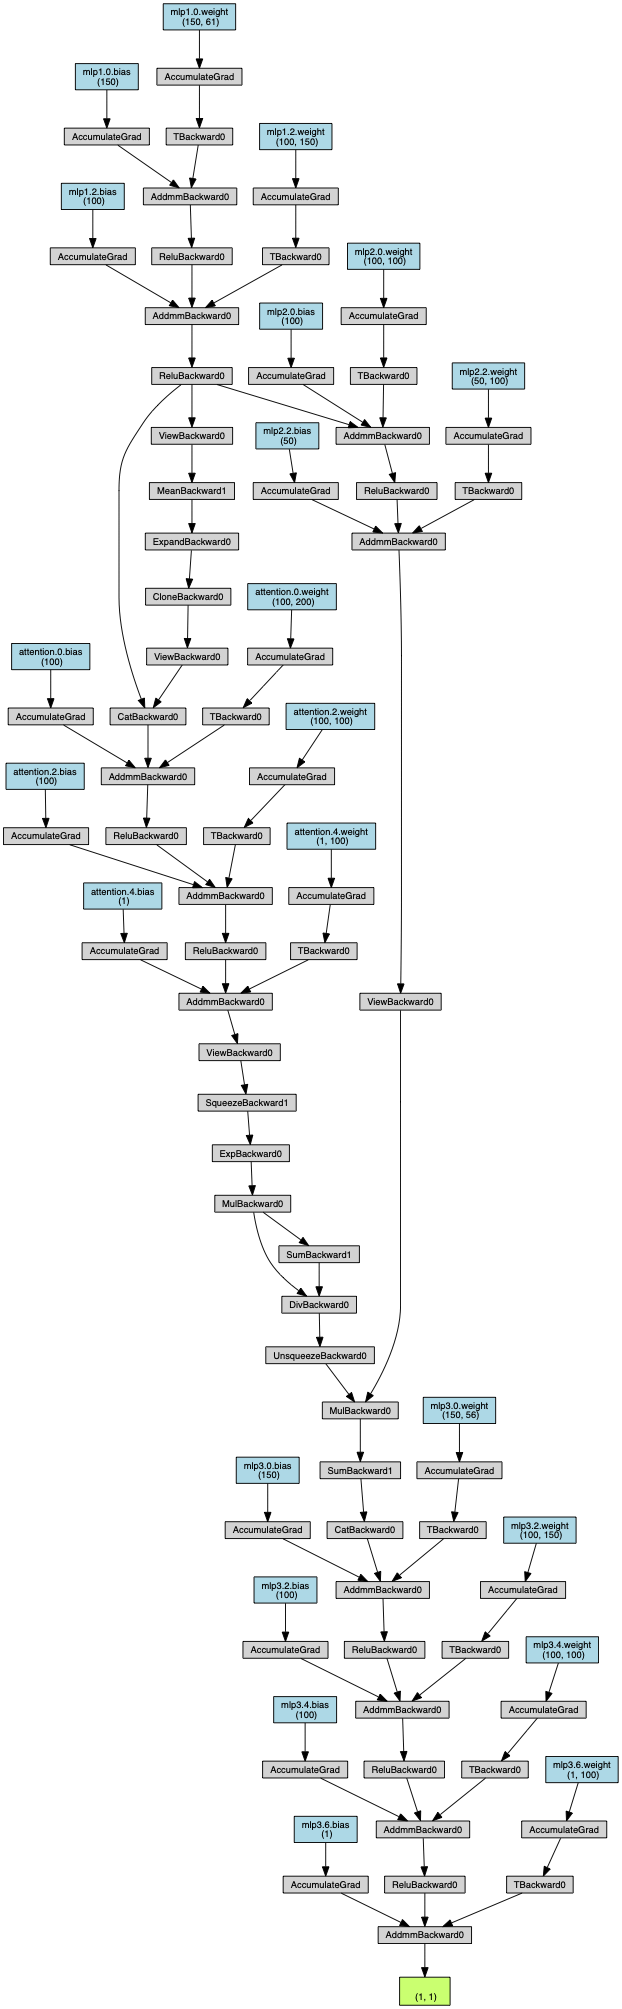 mlp1.0.weight
(150, 61)
mlp1.0.bias
(150)
AccumulateGrad
AccumulateGrad
TBackward0
mlp1.2.weight
(100, 150)
mlp1.2.bias
(100)
AddmmBackward0
AccumulateGrad
AccumulateGrad
ReluBackward0
TBackward0
mlp2.0.weight
(100, 100)
AddmmBackward0
mlp2.0.bias
(100)
AccumulateGrad
ReluBackward0
AccumulateGrad
TBackward0
mlp2.2.weight
(50, 100)
ViewBackward0
mlp2.2.bias
(50)
AddmmBackward0
AccumulateGrad
MeanBackward1
AccumulateGrad
ReluBackward0
TBackward0
ExpandBackward0
AddmmBackward0
CloneBackward0
attention.0.weight
(100, 200)
attention.0.bias
(100)
ViewBackward0
AccumulateGrad
AccumulateGrad
CatBackward0
TBackward0
attention.2.weight
(100, 100)
attention.2.bias
(100)
AddmmBackward0
AccumulateGrad
AccumulateGrad
ReluBackward0
TBackward0
attention.4.weight
(1, 100)
attention.4.bias
(1)
AddmmBackward0
AccumulateGrad
AccumulateGrad
ReluBackward0
TBackward0
AddmmBackward0
ViewBackward0
ViewBackward0
SqueezeBackward1
ExpBackward0
MulBackward0
SumBackward1
DivBackward0
UnsqueezeBackward0
MulBackward0
mlp3.0.weight
(150, 56)
mlp3.0.bias
(150)
SumBackward1
AccumulateGrad
AccumulateGrad
CatBackward0
TBackward0
mlp3.2.weight
(100, 150)
mlp3.2.bias
(100)
AddmmBackward0
AccumulateGrad
AccumulateGrad
ReluBackward0
TBackward0
mlp3.4.weight
(100, 100)
mlp3.4.bias
(100)
AddmmBackward0
AccumulateGrad
AccumulateGrad
ReluBackward0
TBackward0
mlp3.6.weight
(1, 100)
mlp3.6.bias
(1)
AddmmBackward0
AccumulateGrad
AccumulateGrad
ReluBackward0
TBackward0
AddmmBackward0
(1, 1)